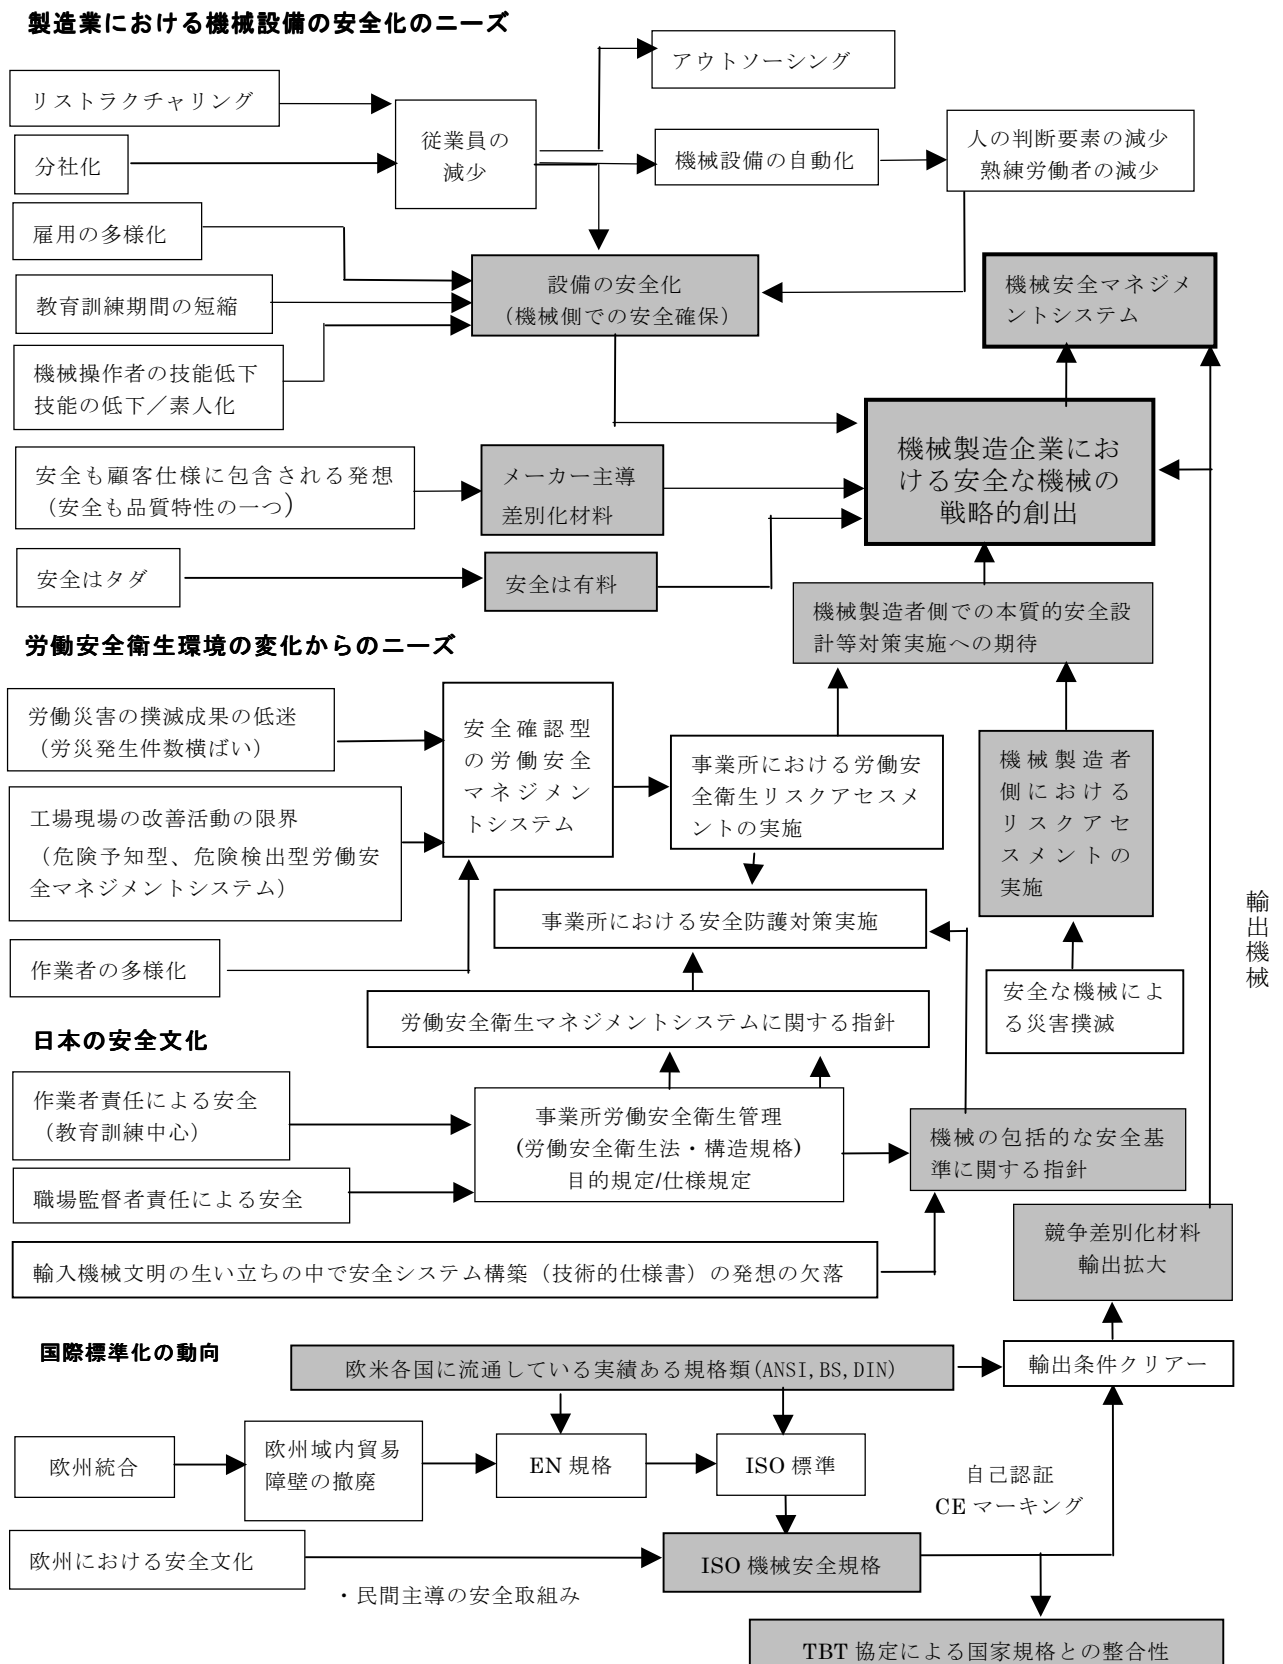 製造業における機械設備の安全化のニーズ
アウトソーシング
リストラクチャリング
従業員の
減少
分社化
機械設備の自動化
人の判断要素の減少
熟練労働者の減少
雇用の多様化
設備の安全化
（機械側での安全確保）
機械安全マネジメ
ントシステム
教育訓練期間の短縮
機械操作者の技能低下
技能の低下／素人化
機械製造企業にお
ける安全な機械の
戦略的創出
安全も顧客仕様に包含される発想
（安全も品質特性の一つ）
メーカー主導
差別化材料
安全はタダ
安全は有料
機械製造者側での本質的安全設
計等対策実施への期待
労働安全衛生環境の変化からのニーズ
労働災害の撲滅成果の低迷
（労災発生件数横ばい）
安全確認型
の労働安全
マネジメン
トシステム
事業所における労働安
全衛生リスクアセスメ
ントの実施
機械製造者
側における
リスクアセ
スメントの
実施
工場現場の改善活動の限界
（危険予知型、危険検出型労働安
全マネジメントシステム）
輸出機械
事業所における安全防護対策実施
作業者の多様化
安全な機械によ
る災害撲滅
労働安全衛生マネジメントシステムに関する指針
日本の安全文化
作業者責任による安全
（教育訓練中心）
事業所労働安全衛生管理
(労働安全衛生法・構造規格)
目的規定/仕様規定
機械の包括的な安全基
準に関する指針
職場監督者責任による安全
競争差別化材料
輸出拡大
輸入機械文明の生い立ちの中で安全システム構築（技術的仕様書）の発想の欠落
国際標準化の動向
欧米各国に流通している実績ある規格類(ANSI,BS,DIN)
輸出条件クリアー
欧州統合
欧州域内貿易
障壁の撤廃
EN 規格
ISO 標準
自己認証
CE マーキング
欧州における安全文化
ISO 機械安全規格
・民間主導の安全取組み
TBT 協定による国家規格との整合性